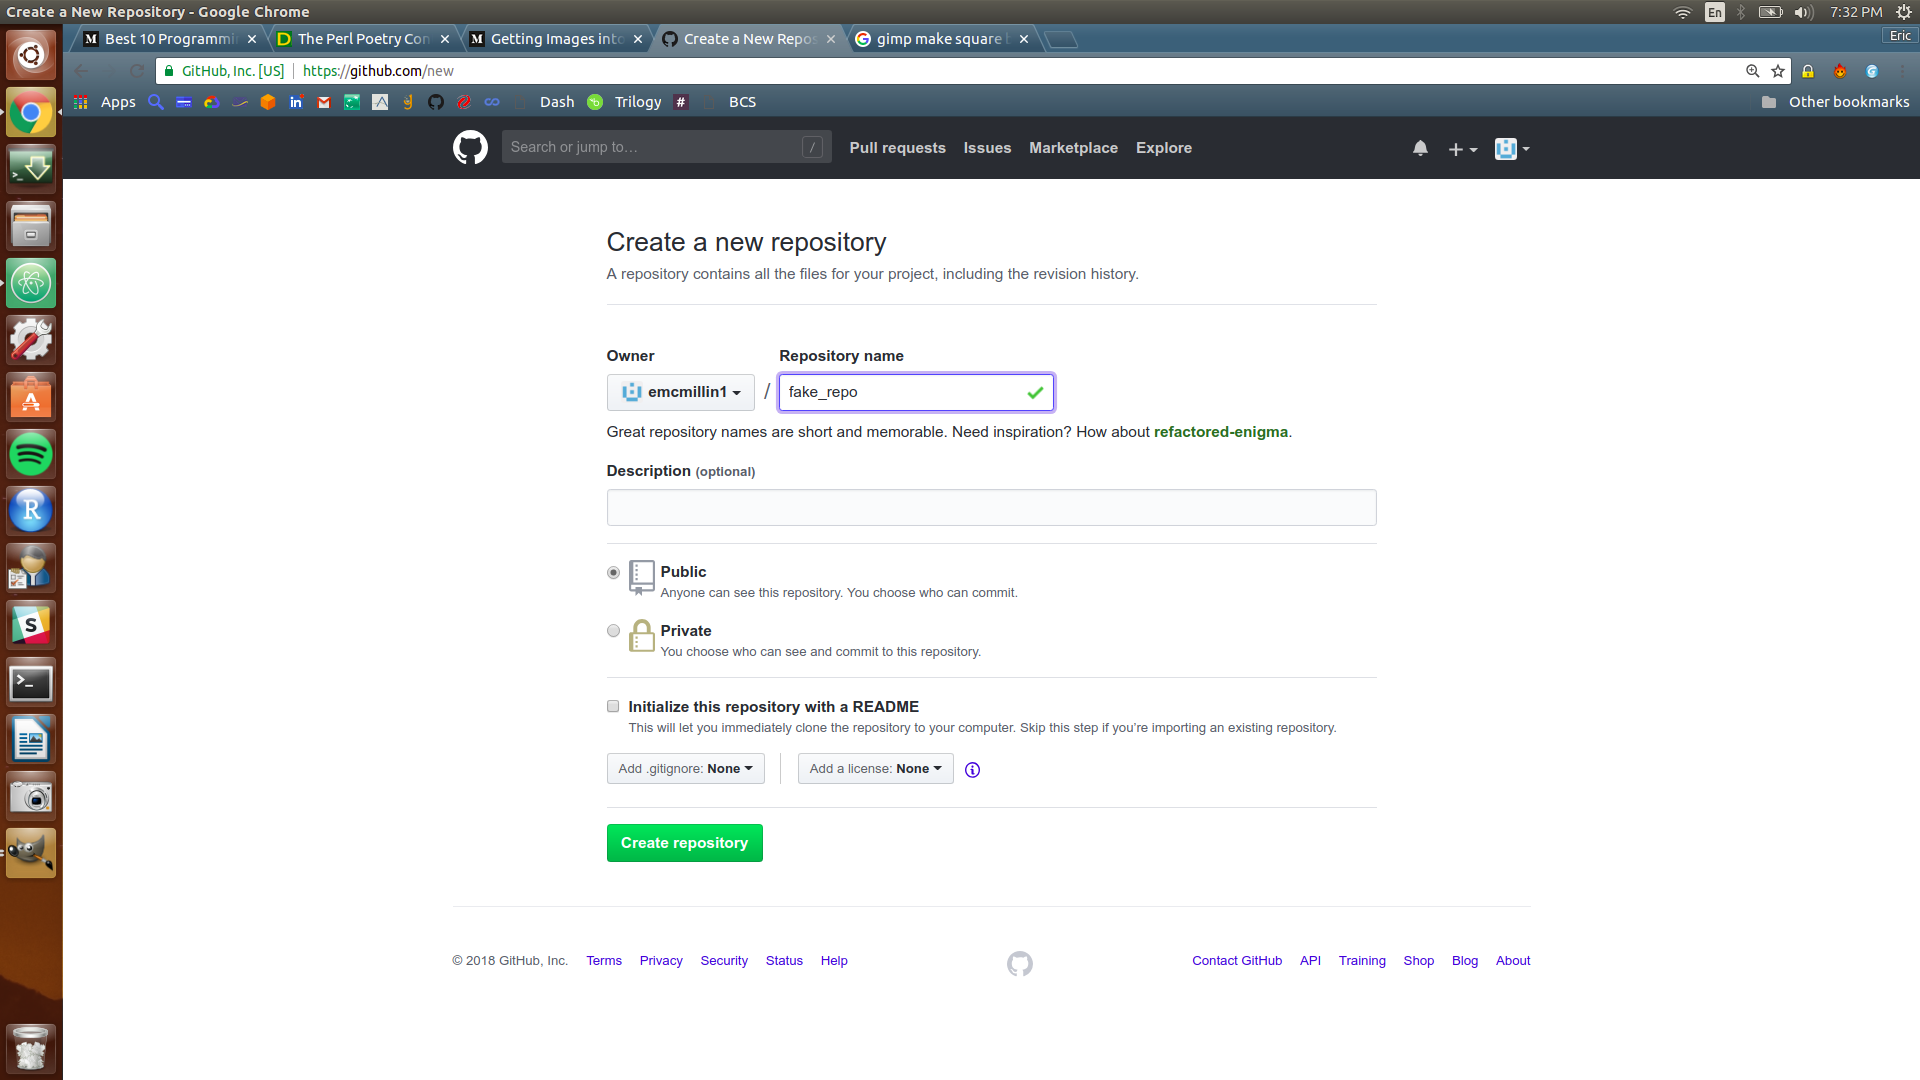 Create a New Repository - Google Chrome
En
7:32 PM
Best 10 Programmi
The Perl Poetry Con
Getting Images into
Create a New Repos
gimp make square b
Eric
GitHub, Inc. [US]
https://github.com/new
Apps
Dash
Trilogy
BCS
Other bookmarks
Search or jump to…
/
Pull requests
Issues
Marketplace
Explore
Create a new repository
A repository contains all the files for your project, including the revision history.
Owner
Repository name
emcmillin1
/
fake_repo
Great repository names are short and memorable. Need inspiration? How about refactored-enigma.
Description (optional)
Public
Anyone can see this repository. You choose who can commit.
Private
You choose who can see and commit to this repository.
Initialize this repository with a README
This will let you immediately clone the repository to your computer. Skip this step if you’re importing an existing repository.
Add .gitignore: None
Add a license: None
Create repository
© 2018 GitHub, Inc.
Terms
Privacy
Security
Status
Help
Contact GitHub
API
Training
Shop
Blog
About